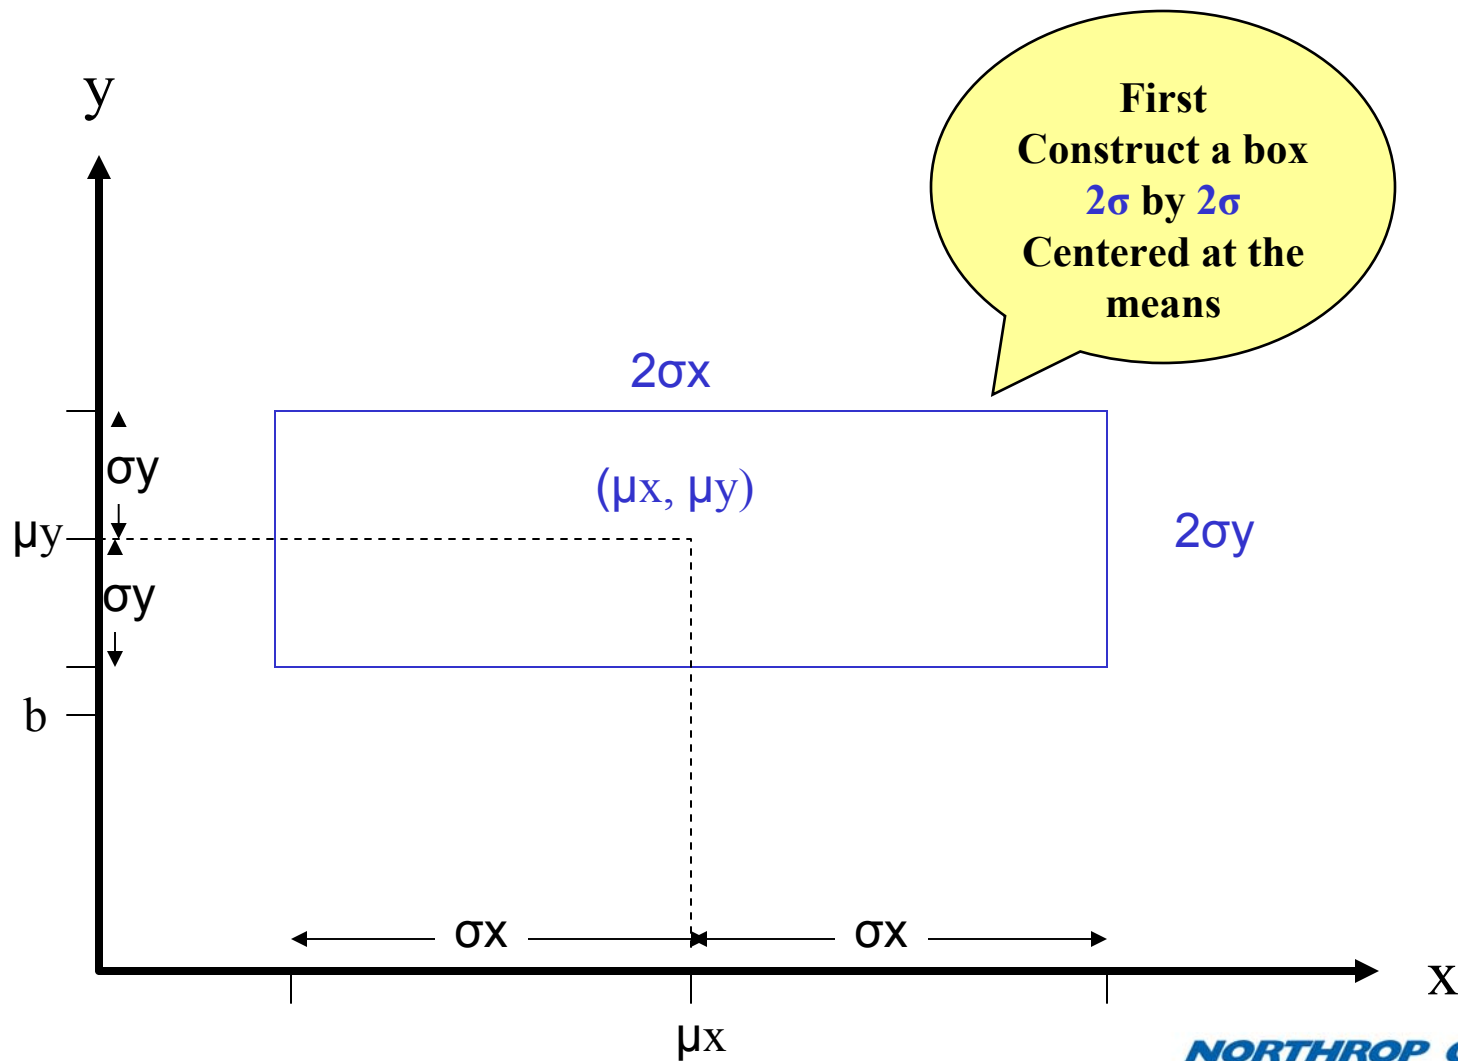 y
First
Construct a box
2σ by 2σ
Centered at the
means
2σx
σy
(μx, μy)
μy
2σy
σy
b
σx
σx
x
μx
NORTHROP